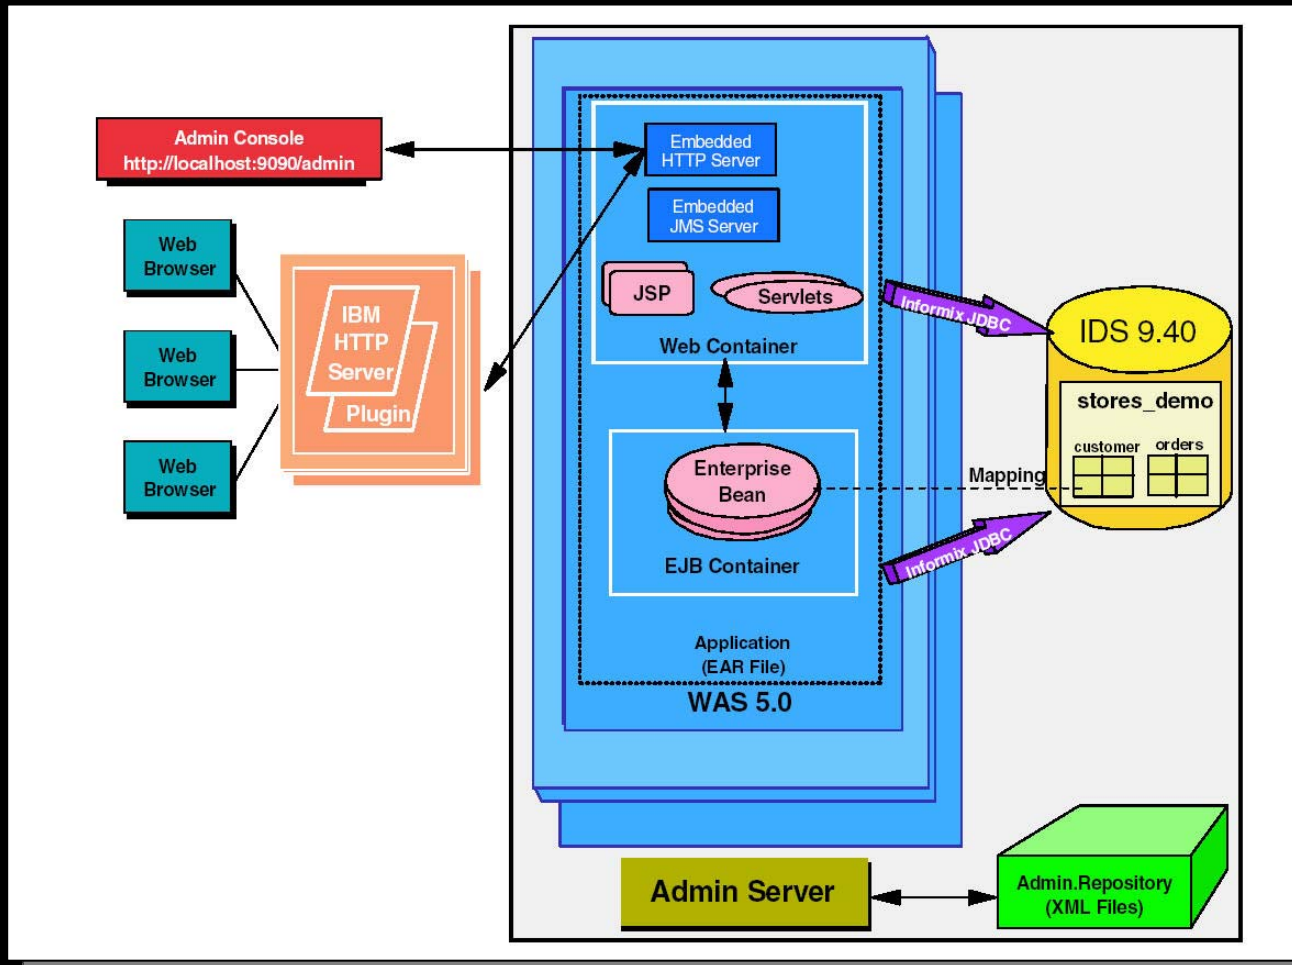 Admin Console
http://localhost:9090/admin
Web
Browser
Web
Browser
Web
Browser
IBM
HTTP
Server
Plugin
Embedded
HTTP Server
Embedded
JMS Server
JSP
Servlets
Web Container
Enterprise
Bean
EJB Container
Application
(EAR File)
WAS 5.0
Informix JDBC
Informix JDBC
IDS 9.40
stores_demo
customer
orders
Mapping
Admin Server
Admin.Repository
(XML Files)